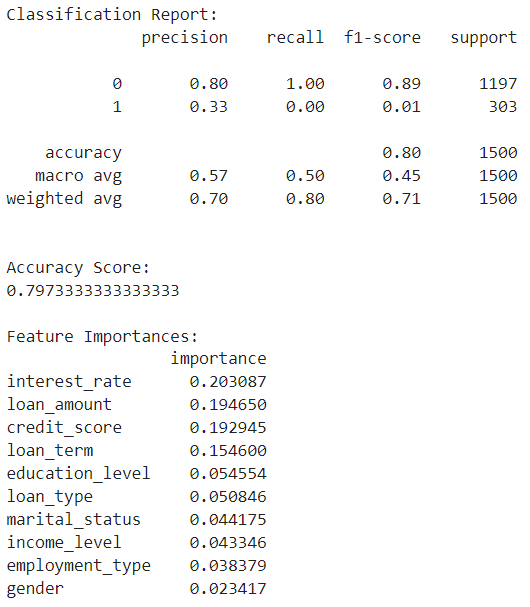 Classification Report:
precision recall f1-score support
0 0.80 1.00 0.89 1197
1 0.33 0.00 0.01 303
accuracy 0.80 1500
macro avg 0.57 0.50 0.45 1500
weighted avg 0.70 0.80 0.71 1500
Accuracy Score:
0.7973333333333333
Feature Importances:
importance
interest_rate 0.203087
loan_amount 0.194650
credit_score 0.192945
loan_term 0.154600
education_level 0.054554
loan_type 0.050846
marital_status 0.044175
income_level 0.043346
employment_type 0.038379
gender 0.023417